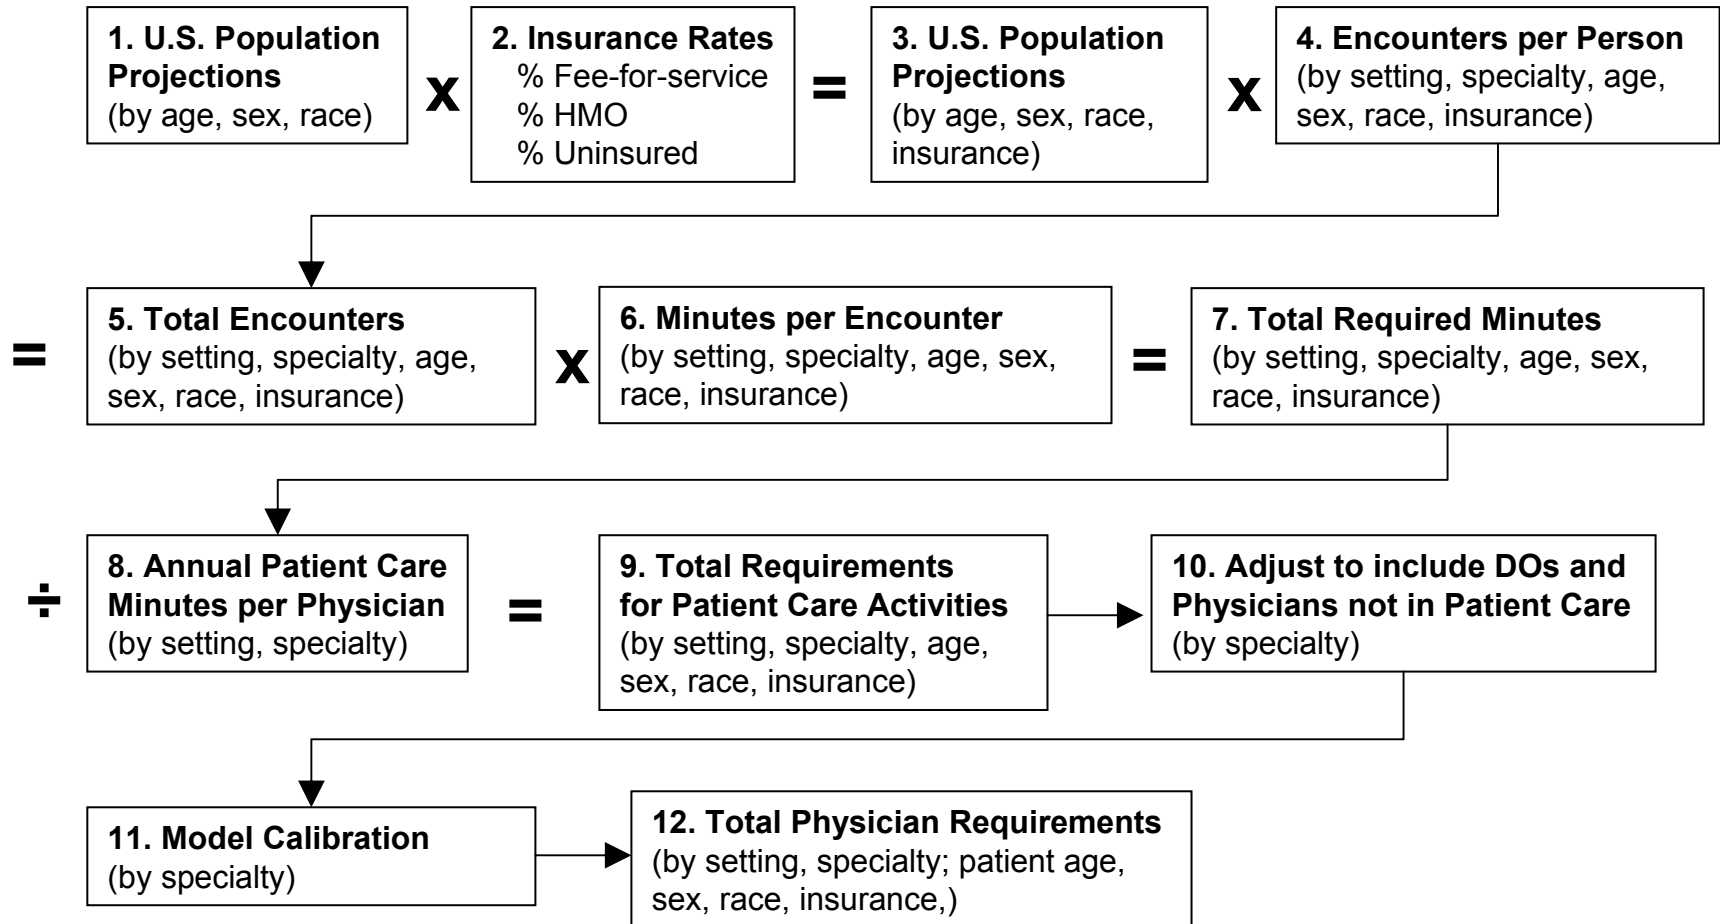 1. U.S. Population
Projections
(by age, sex, race)
x
2. Insurance Rates
% Fee-for-service
% HMO
% Uninsured
=
3. U.S. Population
Projections
(by age, sex, race,
insurance)
x
4. Encounters per Person
(by setting, specialty, age,
sex, race, insurance)
=
5. Total Encounters
(by setting, specialty, age,
sex, race, insurance)
x
6. Minutes per Encounter
(by setting, specialty, age, sex,
race, insurance)
=
7. Total Required Minutes
(by setting, specialty, age, sex,
race, insurance)
÷
8. Annual Patient Care
Minutes per Physician
(by setting, specialty)
=
9. Total Requirements
for Patient Care Activities
(by setting, specialty, age,
sex, race, insurance)
10. Adjust to include DOs and
Physicians not in Patient Care
(by specialty)
11. Model Calibration
(by specialty)
12. Total Physician Requirements
(by setting, specialty; patient age,
sex, race, insurance,)